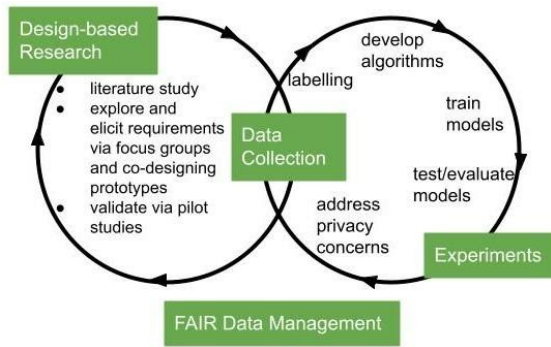 Design-based
Research
• literature study
• explore and
elicit requirements
via focus groups
and co-designing
prototypes
• validate via pilot
studies
Data
Collection
labelling
develop
algorithms
train
models
test/evaluate
models
address
privacy
concerns
Experiments
FAIR Data Management